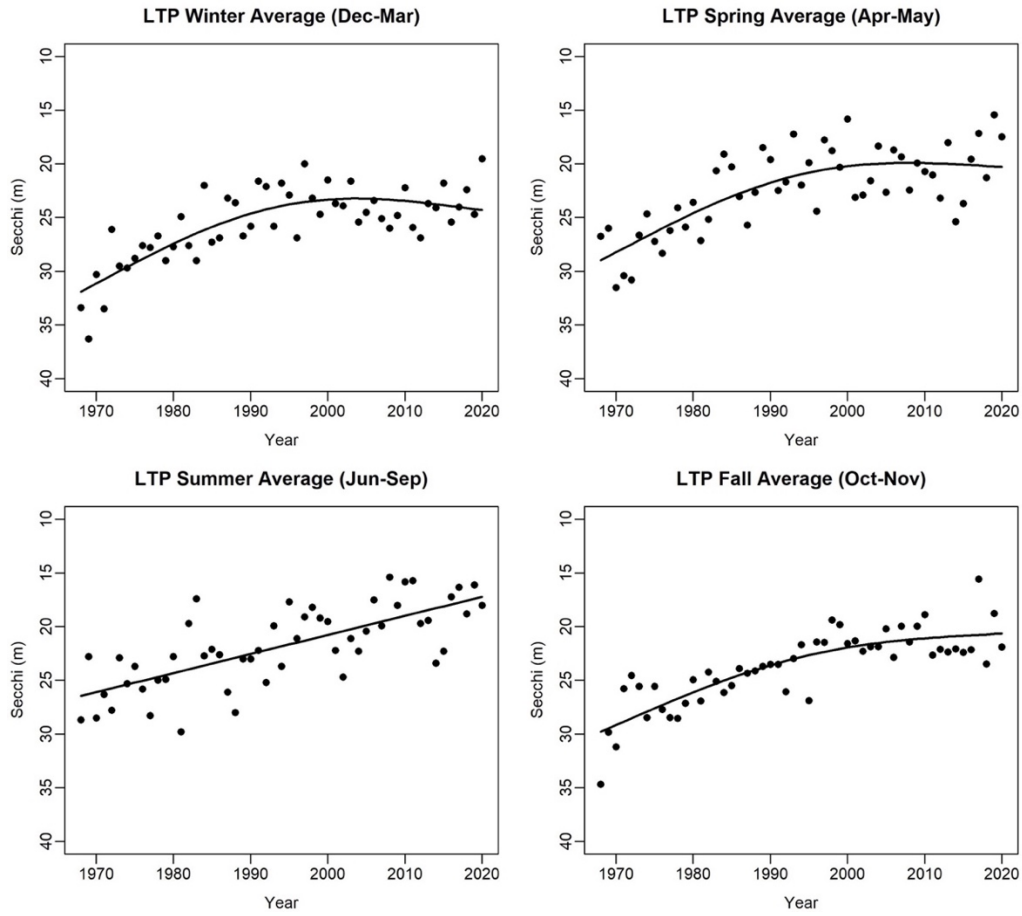 LTP Winter Average (Dec-Mar)
Secchi (m)
10
15
20
25
30
35
40
1970 1980 1990 2000 2010 2020
Year
LTP Spring Average (Apr-May)
Secchi (m)
10
15
20
25
30
35
40
1970 1980 1990 2000 2010 2020
Year
LTP Summer Average (Jun-Sep)
Secchi (m)
10
15
20
25
30
35
40
1970 1980 1990 2000 2010 2020
Year
LTP Fall Average (Oct-Nov)
Secchi (m)
10
15
20
25
30
35
40
1970 1980 1990 2000 2010 2020
Year